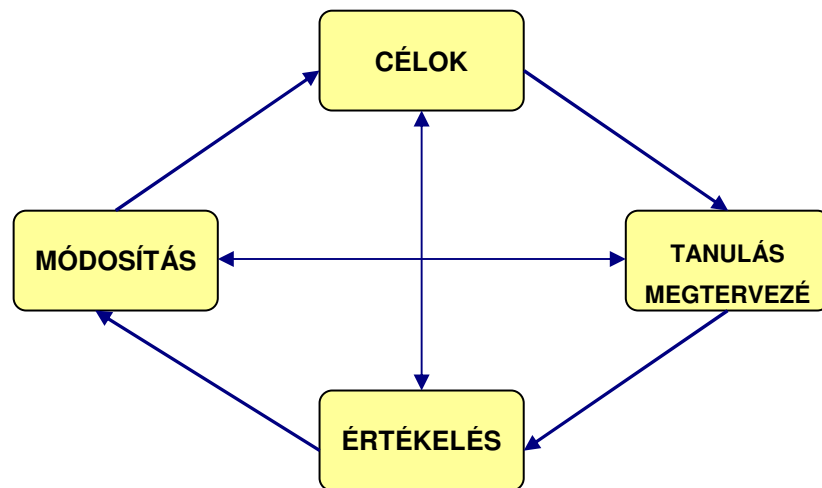 CÉLOK
MÓDOSÍTÁS
TANULÁS
MEGTERVEZÉ
ÉRTÉKELÉS